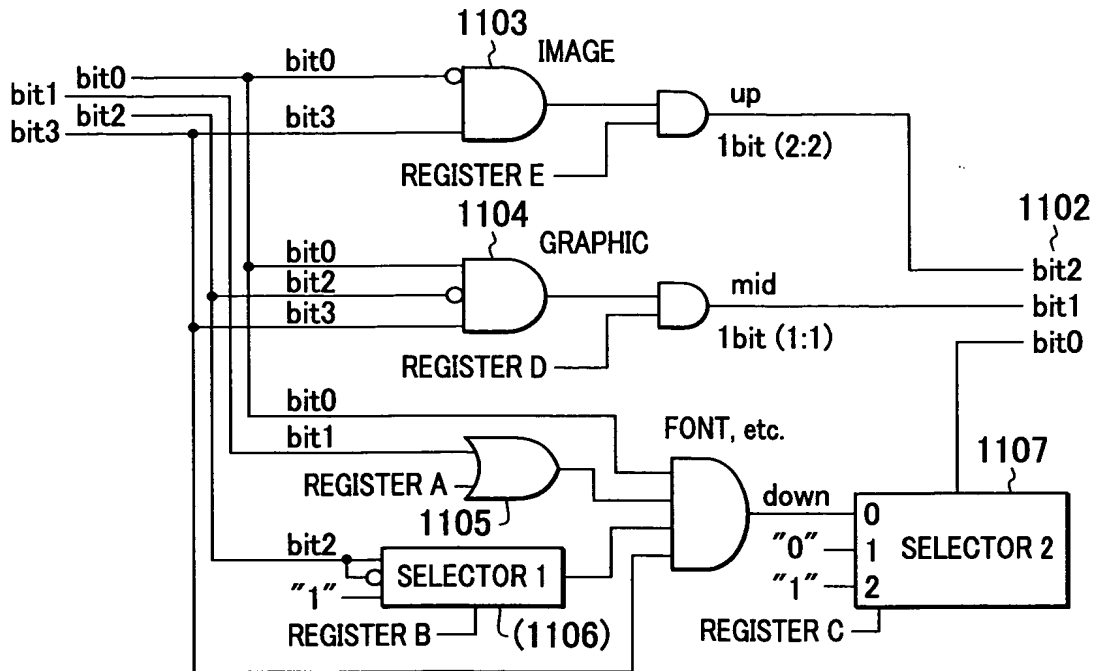 1103
IMAGE
bit0
bit0
bit1
up
bit2
bit3
bit3
1bit (2:2)
REGISTER E
1104
1102
GRAPHIC
bit0
bit2
bit2
mid
bit3
bit1
1bit (1:1)
bit0
REGISTER D
bit0
FONT, etc.
bit1
1107
REGISTER A
down
0
1105
"0"
1
SELECTOR 2
bit2
SELECTOR 1
"1"
2
"1"
REGISTER B
(1106)
REGISTER C